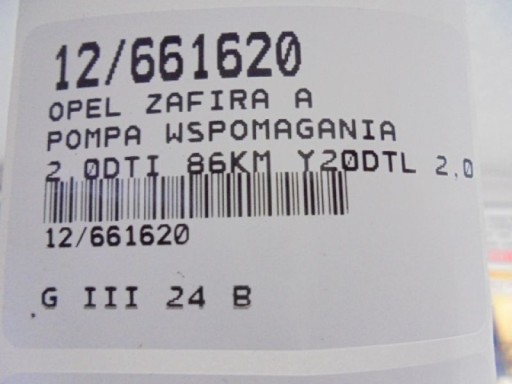 12/661620
OPEL ZAFIRA A
POMPA WSPOMAGANIA
2.0DTI 86KM Y20DTL 2.0
12/661620
G III 24 B